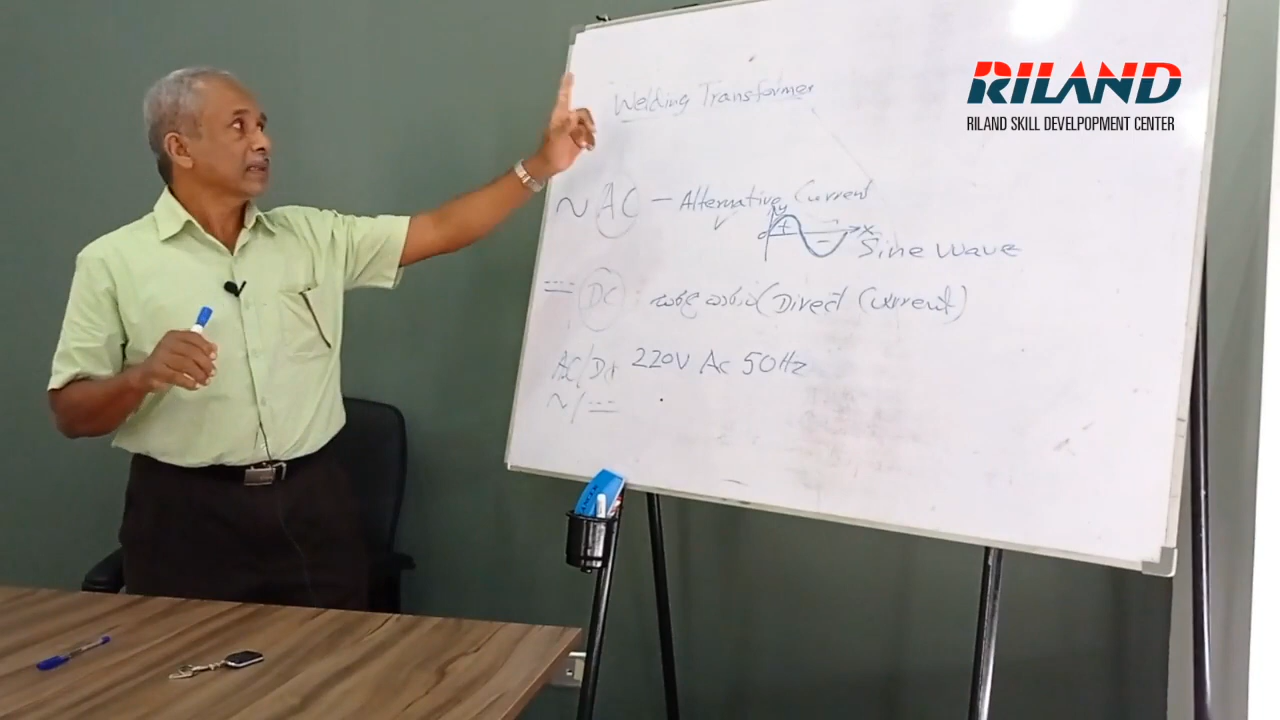 RILAND
RILAND SKILL DEVELPOPMENT CENTER
Welding Transformer
~ AC — Alternative Current
y
+
−
x
o
Sine Wave
DC සරල ධාරාව (Direct Current)
AC/DC 220V Ac 50Hz
~/